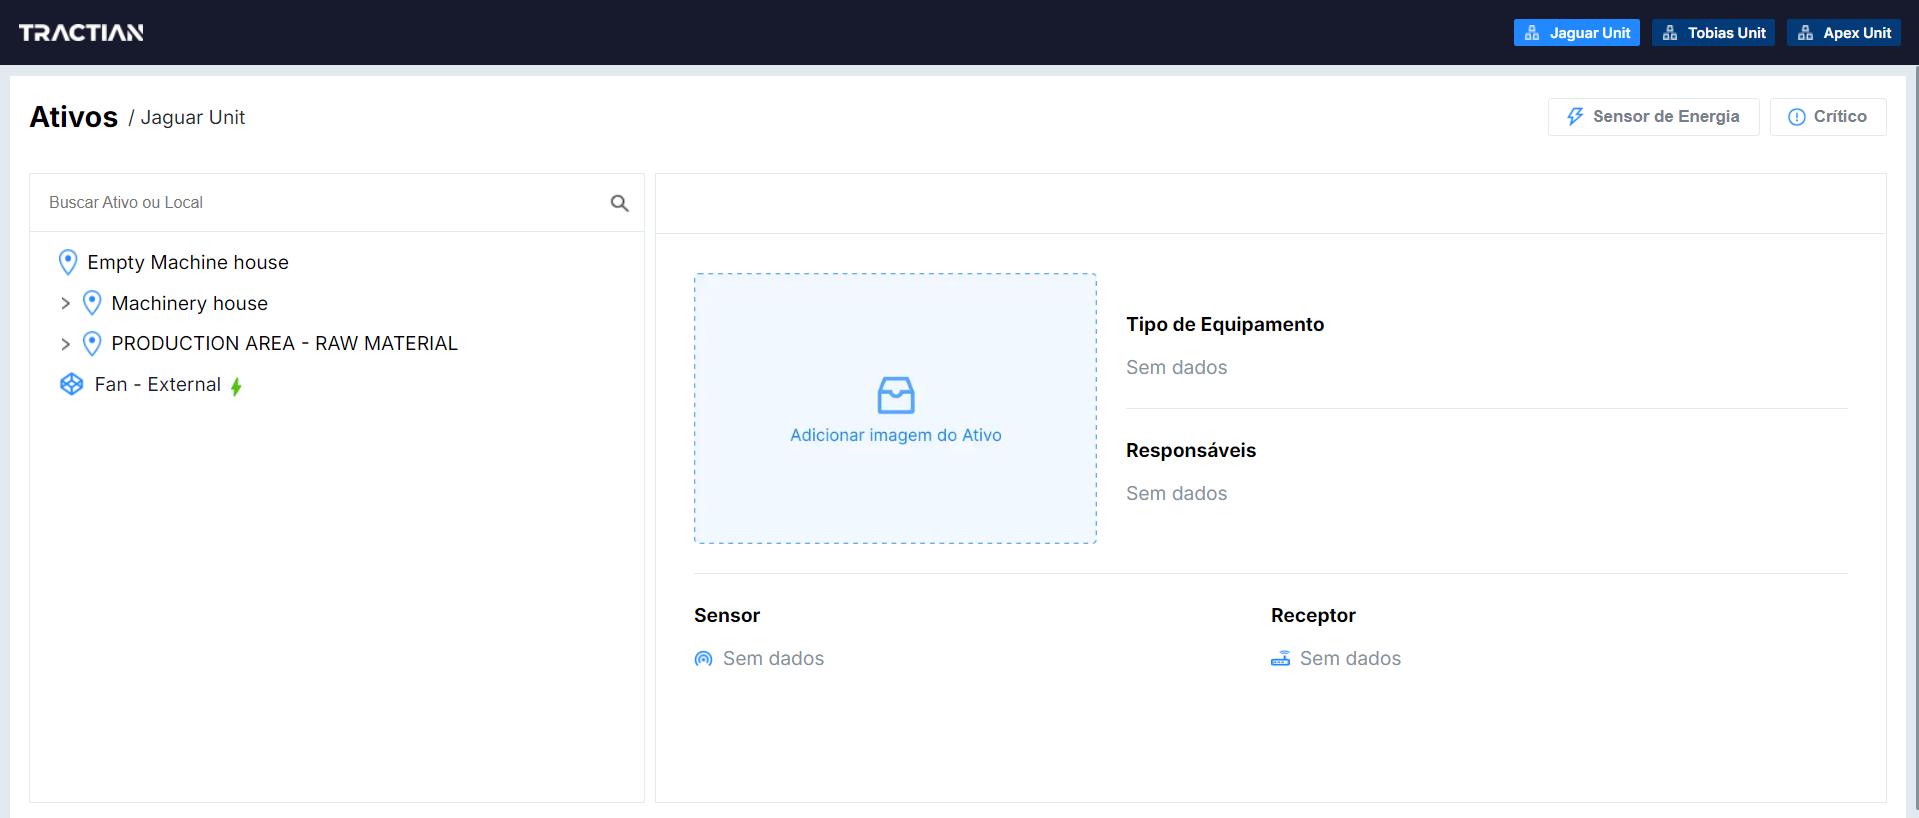 TRACTIAN
Jaguar Unit
Tobias Unit
Apex Unit
Ativos / Jaguar Unit
Sensor de Energia
Crítico
Buscar Ativo ou Local
Empty Machine house
Machinery house
PRODUCTION AREA - RAW MATERIAL
Fan - External
Adicionar imagem do Ativo
Tipo de Equipamento
Sem dados
Responsáveis
Sem dados
Sensor
Sem dados
Receptor
Sem dados